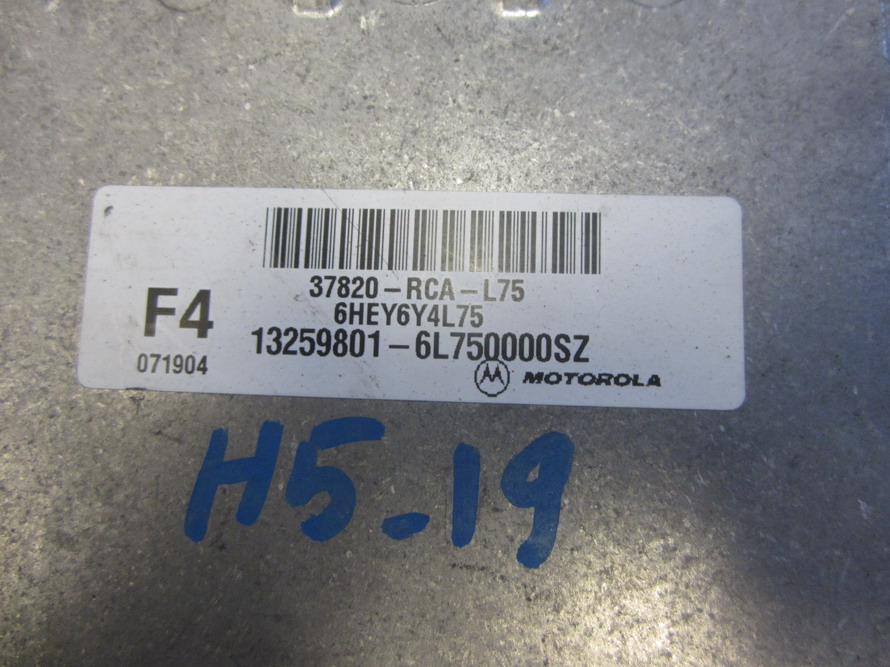 37820-RCA-L75
6HEY6Y4L75
F4
13259801-6L750000SZ
071904
MOTOROLA
H5-19